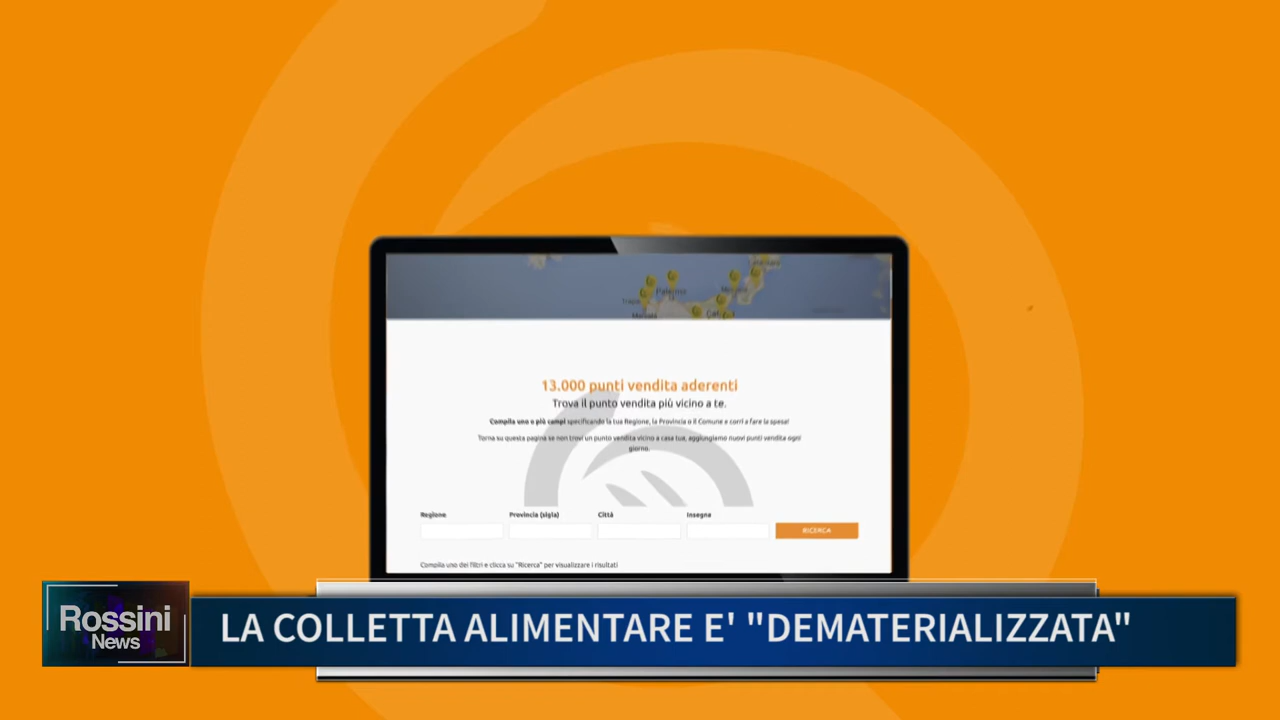 Palermo
13.000 punti vendita aderenti
Trova il punto vendita più vicino a te.
Compila uno o più campi specificando la tua Regione, la Provincia o il Comune e corri a fare la spesa!
Torna su questa pagina se non trovi un punto vendita vicino a casa tua, aggiungiamo nuovi punti vendita ogni
giorno.
Regione Provincia (sigla) Città Insegna
RICERCA
Compila uno dei filtri e clicca su "Ricerca" per visualizzare i risultati
Rossini
News
LA COLLETTA ALIMENTARE E' "DEMATERIALIZZATA"